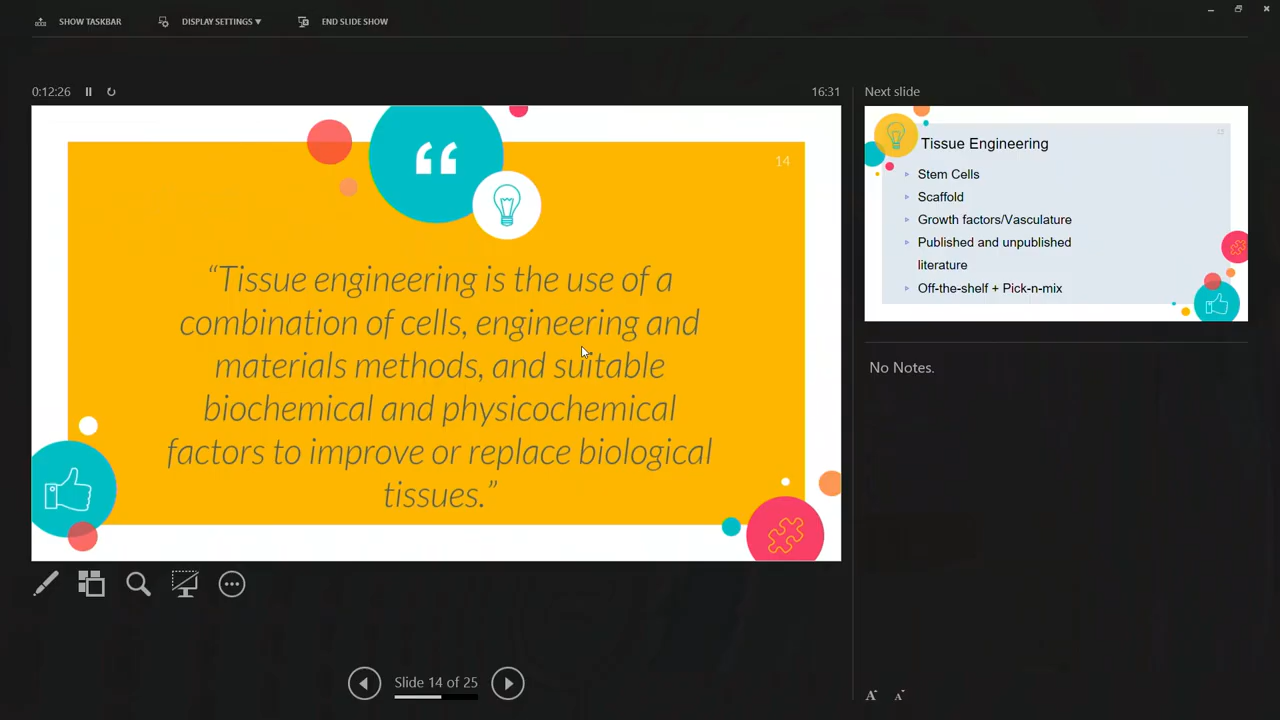 SHOW TASKBAR
DISPLAY SETTINGS ▼
END SLIDE SHOW
0:12:26
16:31
“
14
“Tissue engineering is the use of a
combination of cells, engineering and
materials methods, and suitable
biochemical and physicochemical
factors to improve or replace biological
tissues.”
Slide 14 of 25
Next slide
Tissue Engineering
Stem Cells
Scaffold
Growth factors/Vasculature
Published and unpublished
literature
Off-the-shelf + Pick-n-mix
No Notes.
A A